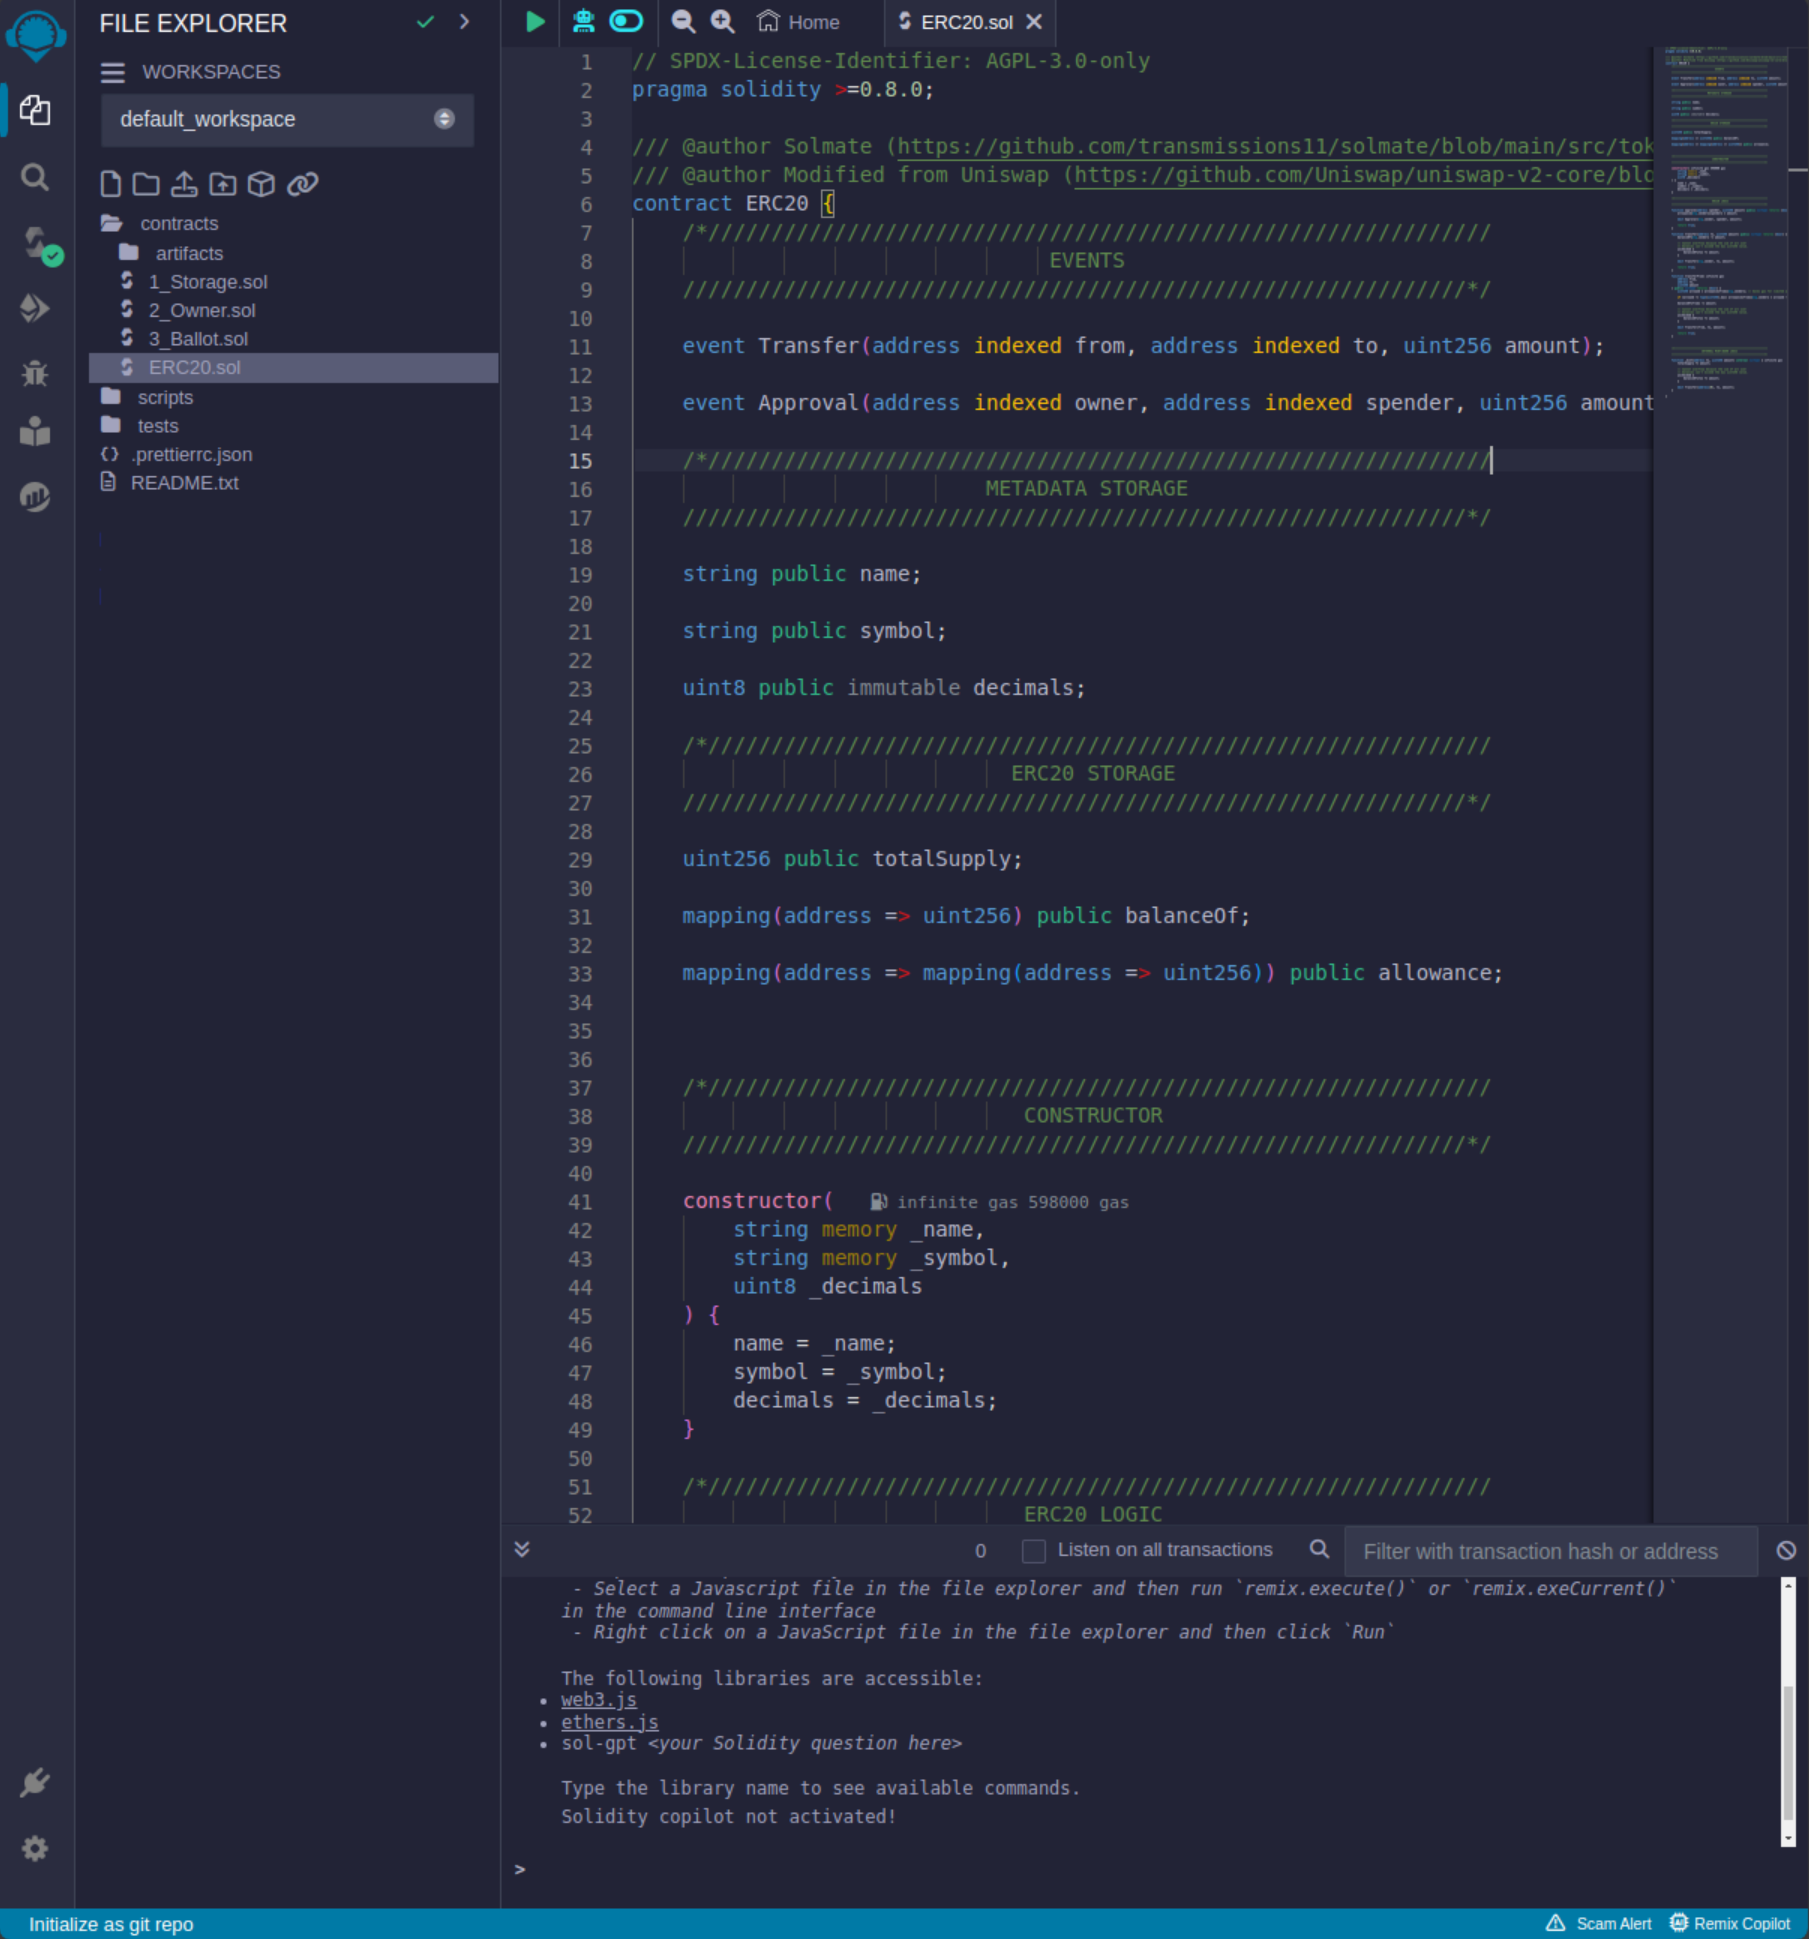 FILE EXPLORER
WORKSPACES
default_workspace
contracts
artifacts
1_Storage.sol
2_Owner.sol
3_Ballot.sol
ERC20.sol
scripts
tests
.prettierrc.json
README.txt
Home
ERC20.sol
1 // SPDX-License-Identifier: AGPL-3.0-only
2 pragma solidity >=0.8.0;
3
4 /// @author Solmate (https://github.com/transmissions11/solmate/blob/main/src/tok
5 /// @author Modified from Uniswap (https://github.com/Uniswap/uniswap-v2-core/blo
6 contract ERC20 {
7 /*//////////////////////////////////////////////////////////////
8 EVENTS
9 //////////////////////////////////////////////////////////////*/
10
11 event Transfer(address indexed from, address indexed to, uint256 amount);
12
13 event Approval(address indexed owner, address indexed spender, uint256 amount
14
15 /*//////////////////////////////////////////////////////////////
16 METADATA STORAGE
17 //////////////////////////////////////////////////////////////*/
18
19 string public name;
20
21 string public symbol;
22
23 uint8 public immutable decimals;
24
25 /*//////////////////////////////////////////////////////////////
26 ERC20 STORAGE
27 //////////////////////////////////////////////////////////////*/
28
29 uint256 public totalSupply;
30
31 mapping(address => uint256) public balanceOf;
32
33 mapping(address => mapping(address => uint256)) public allowance;
34
35
36
37 /*//////////////////////////////////////////////////////////////
38 CONSTRUCTOR
39 //////////////////////////////////////////////////////////////*/
40
41 constructor( infinite gas 598000 gas
42 string memory _name,
43 string memory _symbol,
44 uint8 _decimals
45 ) {
46 name = _name;
47 symbol = _symbol;
48 decimals = _decimals;
49 }
50
51 /*//////////////////////////////////////////////////////////////
52 ERC20 LOGIC
0 Listen on all transactions Filter with transaction hash or address
- Select a Javascript file in the file explorer and then run `remix.execute()` or `remix.exeCurrent()`
in the command line interface
- Right click on a JavaScript file in the file explorer and then click `Run`
The following libraries are accessible:
• web3.js
• ethers.js
• sol-gpt <your Solidity question here>
Type the library name to see available commands.
Solidity copilot not activated!
>
Initialize as git repo
Scam Alert Remix Copilot